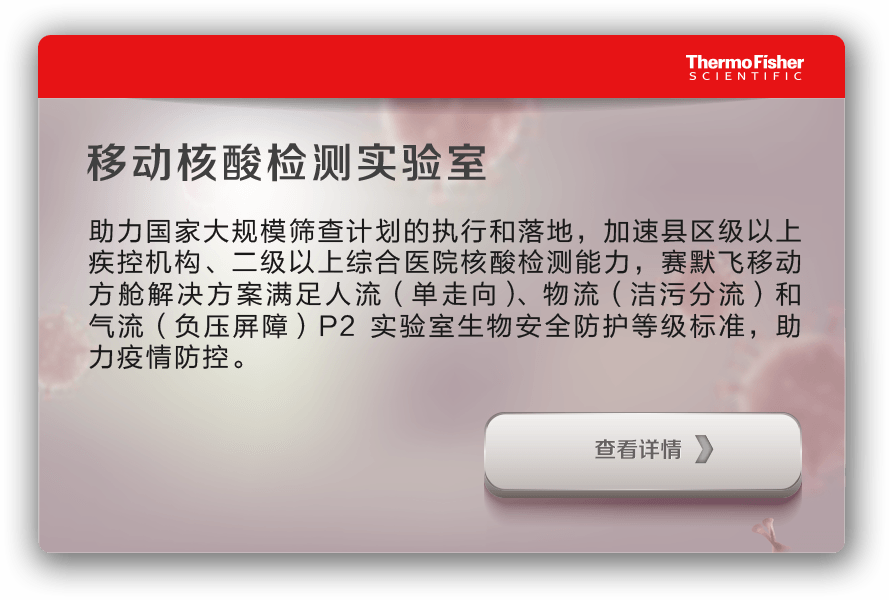 ThermoFisher
SCIENTIFIC
移动核酸检测实验室
助力国家大规模筛查计划的执行和落地，加速县区级以上
疾控机构、二级以上综合医院核酸检测能力，赛默飞移动
方舱解决方案满足人流（单走向）、物流（洁污分流）和
气流（负压屏障）P2 实验室生物安全防护等级标准，助
力疫情防控。
查看详情 》